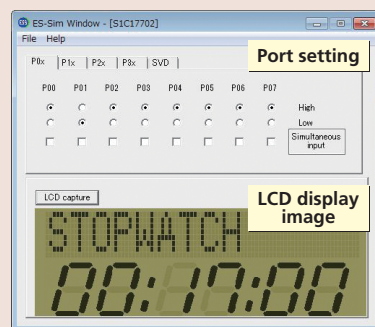 ES-Sim Window - [S1C17702]
File Help
Port setting
P0x P1x P2x P3x SVD
P00 P01 P02 P03 P04 P05 P06 P07
High
Low
Simultaneous
input
LCD capture
LCD display
image
STOPWATCH
00:17:00